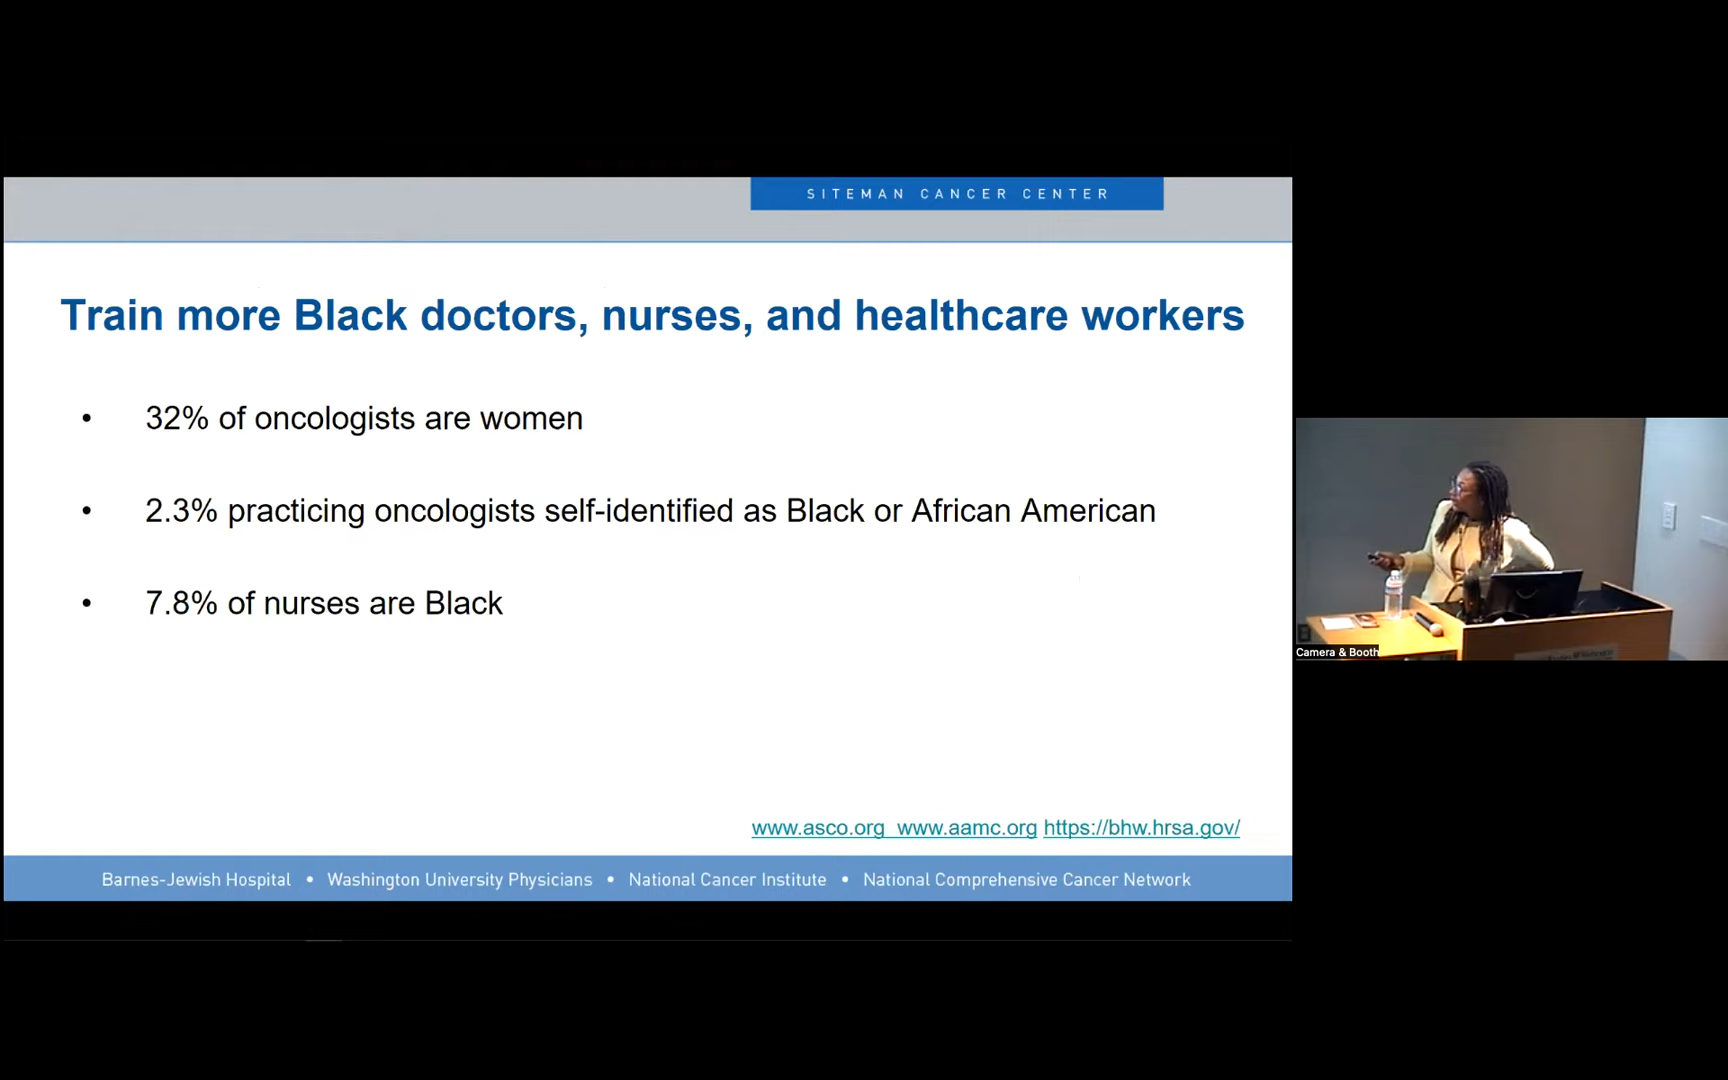 SITEMAN CANCER CENTER
Train more Black doctors, nurses, and healthcare workers
• 32% of oncologists are women
• 2.3% practicing oncologists self-identified as Black or African American
• 7.8% of nurses are Black
www.asco.org www.aamc.org https://bhw.hrsa.gov/
Barnes-Jewish Hospital • Washington University Physicians • National Cancer Institute • National Comprehensive Cancer Network
Camera & Booth